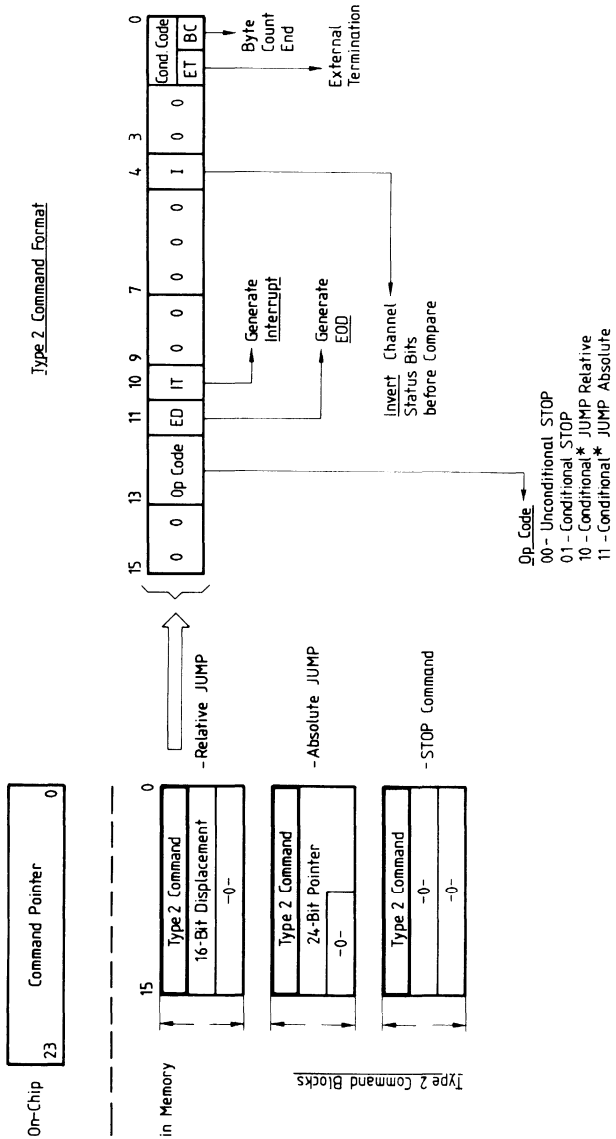 Type 2 Command Format
On-Chip
Command Pointer
23
0
in Memory
15
0
Type 2 Command
16-Bit Displacement
-0-
- Relative JUMP
Type 2 Command
24-Bit Pointer
-0-
- Absolute JUMP
Type 2 Command
-0-
-0-
- STOP Command
Type 2 Command Blocks
15
13
11
10
9
7
4
3
0
0
0
Op Code
ED
IT
0
0
0
0
0
I
0
0
Cond. Code
ET
BC
Generate
Interrupt
Generate
EOD
Byte
Count
End
External
Termination
Invert Channel
Status Bits
before Compare
Op Code
00 - Unconditional STOP
01 - Conditional STOP
10 - Conditional* JUMP Relative
11 - Conditional* JUMP Absolute